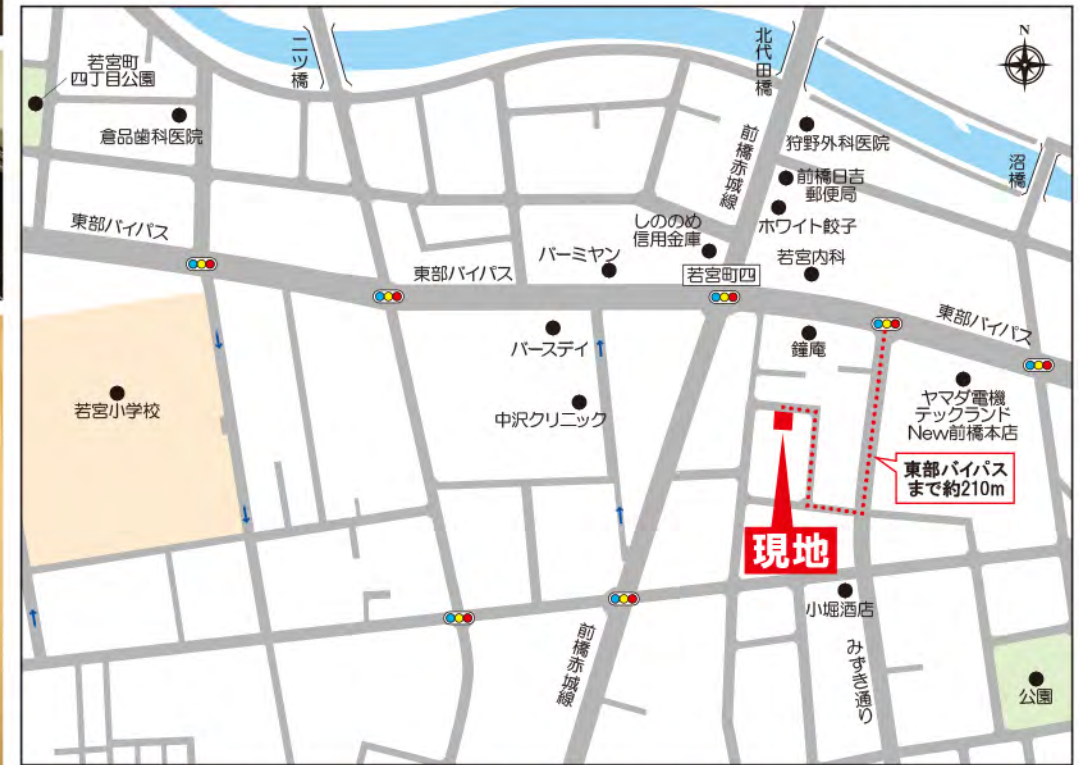 若宮町
四丁目公園
倉品歯科医院
二ツ橋
北代田橋
N
前橋赤城線
狩野外科医院
前橋日吉
郵便局
ホワイト餃子
沼橋
東部バイパス
しののめ
信用金庫
バーミヤン
東部バイパス
若宮町四
若宮内科
東部バイパス
バースデイ
鐘庵
若宮小学校
中沢クリニック
ヤマダ電機
テックランド
New前橋本店
東部バイパス
まで約210m
現地
小堀酒店
前橋赤城線
みずき通り
公園